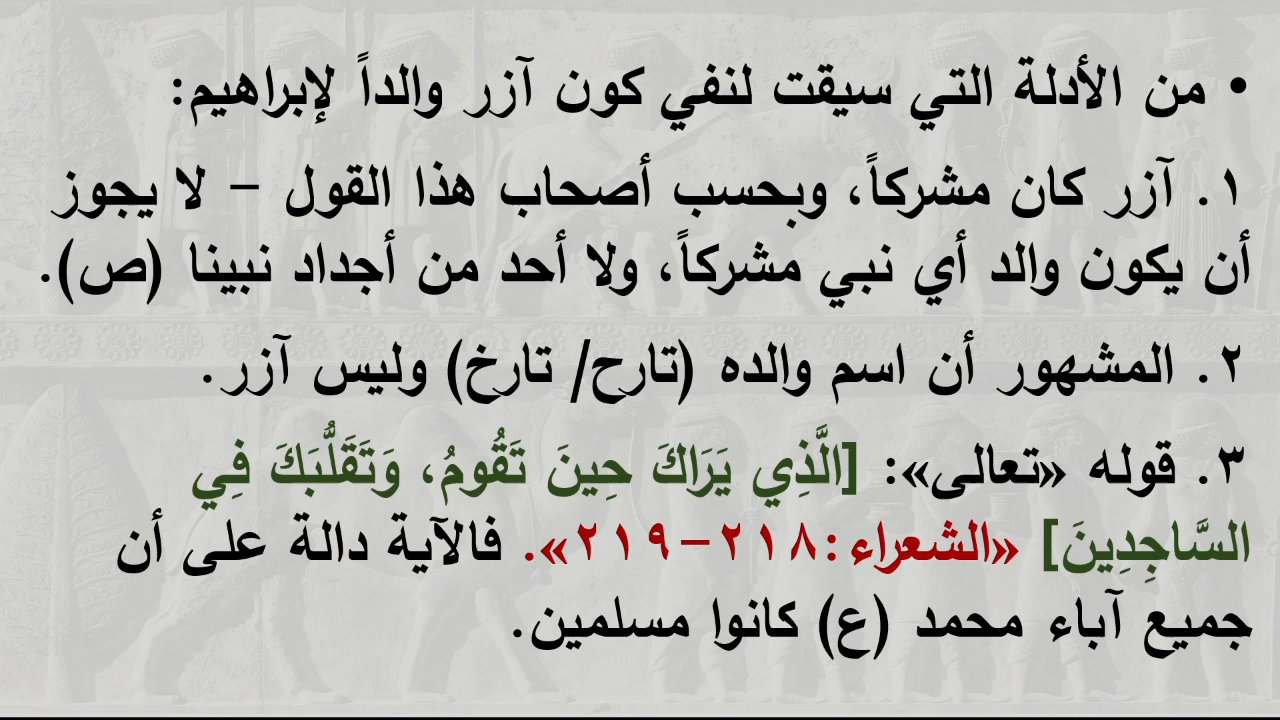 • من الأدلة التي سيقت لنفي كون آزر والداً لإبراهيم:
١. آزر كان مشركاً، وبحسب أصحاب هذا القول – لا يجوز
أن يكون والد أي نبي مشركاً، ولا أحد من أجداد نبينا (ص).
٢. المشهور أن اسم والده (تارح/ تارخ) وليس آزر.
٣. قوله «تعالى»: [الَّذِي يَرَاكَ حِينَ تَقُومُ، وَتَقَلُّبَكَ فِي
السَّاجِدِينَ] «الشعراء:٢١٨-٢١٩». فالآية دالة على أن
جميع آباء محمد (ع) كانوا مسلمين.